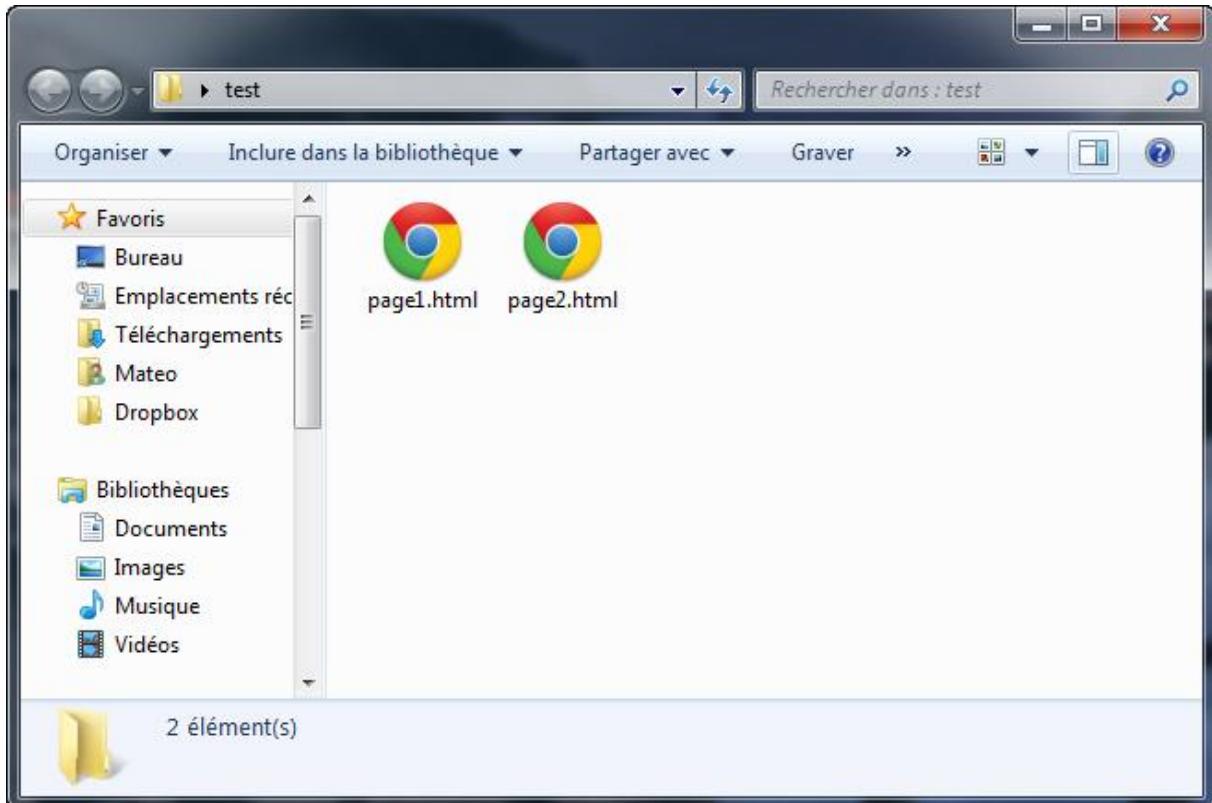 test
Rechercher dans : test
Organiser
Inclure dans la bibliothèque
Partager avec
Graver
»
Favoris
Bureau
Emplacements réc
Téléchargements
Mateo
Dropbox
Bibliothèques
Documents
Images
Musique
Vidéos
page1.html
page2.html
2 élément(s)